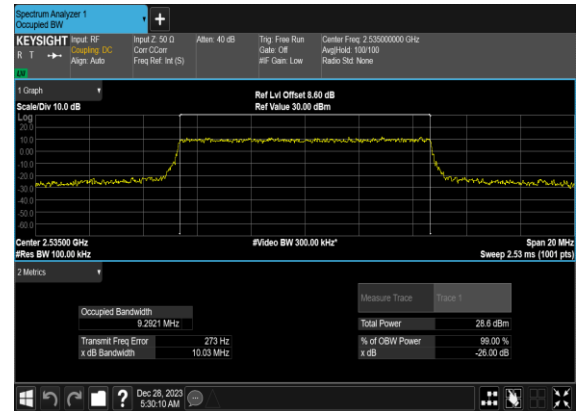 Spectrum Analyzer 1
Occupied BW
KEYSIGHT
R T
Input: RF
Coupling: DC
Align: Auto
Input Z: 50 Ω
Corr CCorr
Freq Ref: Int (S)
Atten: 40 dB
Trig: Free Run
Gate: Off
#IF Gain: Low
Center Freq: 2.535000000 GHz
Avg|Hold: 100/100
Radio Std: None
1 Graph
Scale/Div 10.0 dB
Ref Lvl Offset 8.60 dB
Ref Value 30.00 dBm
Log
20.0
10.0
0.00
-10.0
-20.0
-30.0
-40.0
-50.0
-60.0
Center 2.53500 GHz
#Res BW 100.00 kHz
#Video BW 300.00 kHz*
Span 20 MHz
Sweep 2.53 ms (1001 pts)
2 Metrics
Measure Trace Trace 1
Occupied Bandwidth
9.2921 MHz
Total Power 28.6 dBm
Transmit Freq Error 273 Hz
% of OBW Power 99.00 %
x dB Bandwidth 10.03 MHz
x dB -26.00 dB
?
Dec 28, 2023
5:30:10 AM